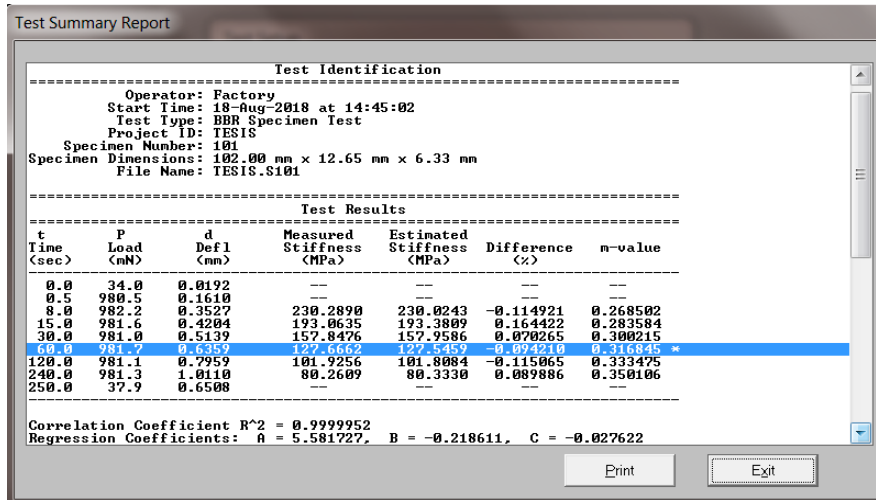 Test Summary Report
Test Identification
================================================================================
Operator: Factory
Start Time: 18-Aug-2018 at 14:45:02
Test Type: BBR Specimen Test
Project ID: TESIS
Specimen Number: 101
Specimen Dimensions: 102.00 mm x 12.65 mm x 6.33 mm
File Name: TESIS.S101
================================================================================
Test Results
================================================================================
t P d Measured Estimated
Time Load Defl Stiffness Stiffness Difference m-value
(sec) (mN) (mm) (MPa) (MPa) (%)
--------------------------------------------------------------------------------
0.0 34.0 0.0192 -- -- -- --
0.5 980.5 0.1610 -- -- -- --
8.0 982.2 0.3527 230.2890 230.0243 -0.114921 0.268502
15.0 981.6 0.4204 193.0635 193.3809 0.164422 0.283584
30.0 981.0 0.5139 157.8476 157.9586 0.070265 0.300215
60.0 981.7 0.6359 127.6662 127.5459 -0.094210 0.316845 *
120.0 981.1 0.7959 101.9256 101.8084 -0.115065 0.333475
240.0 981.3 1.0110 80.2609 80.3330 0.089886 0.350106
250.0 37.9 0.6508 -- -- -- --
--------------------------------------------------------------------------------
Correlation Coefficient R^2 = 0.9999952
Regression Coefficients: A = 5.581727, B = -0.218611, C = -0.027622
Print Exit